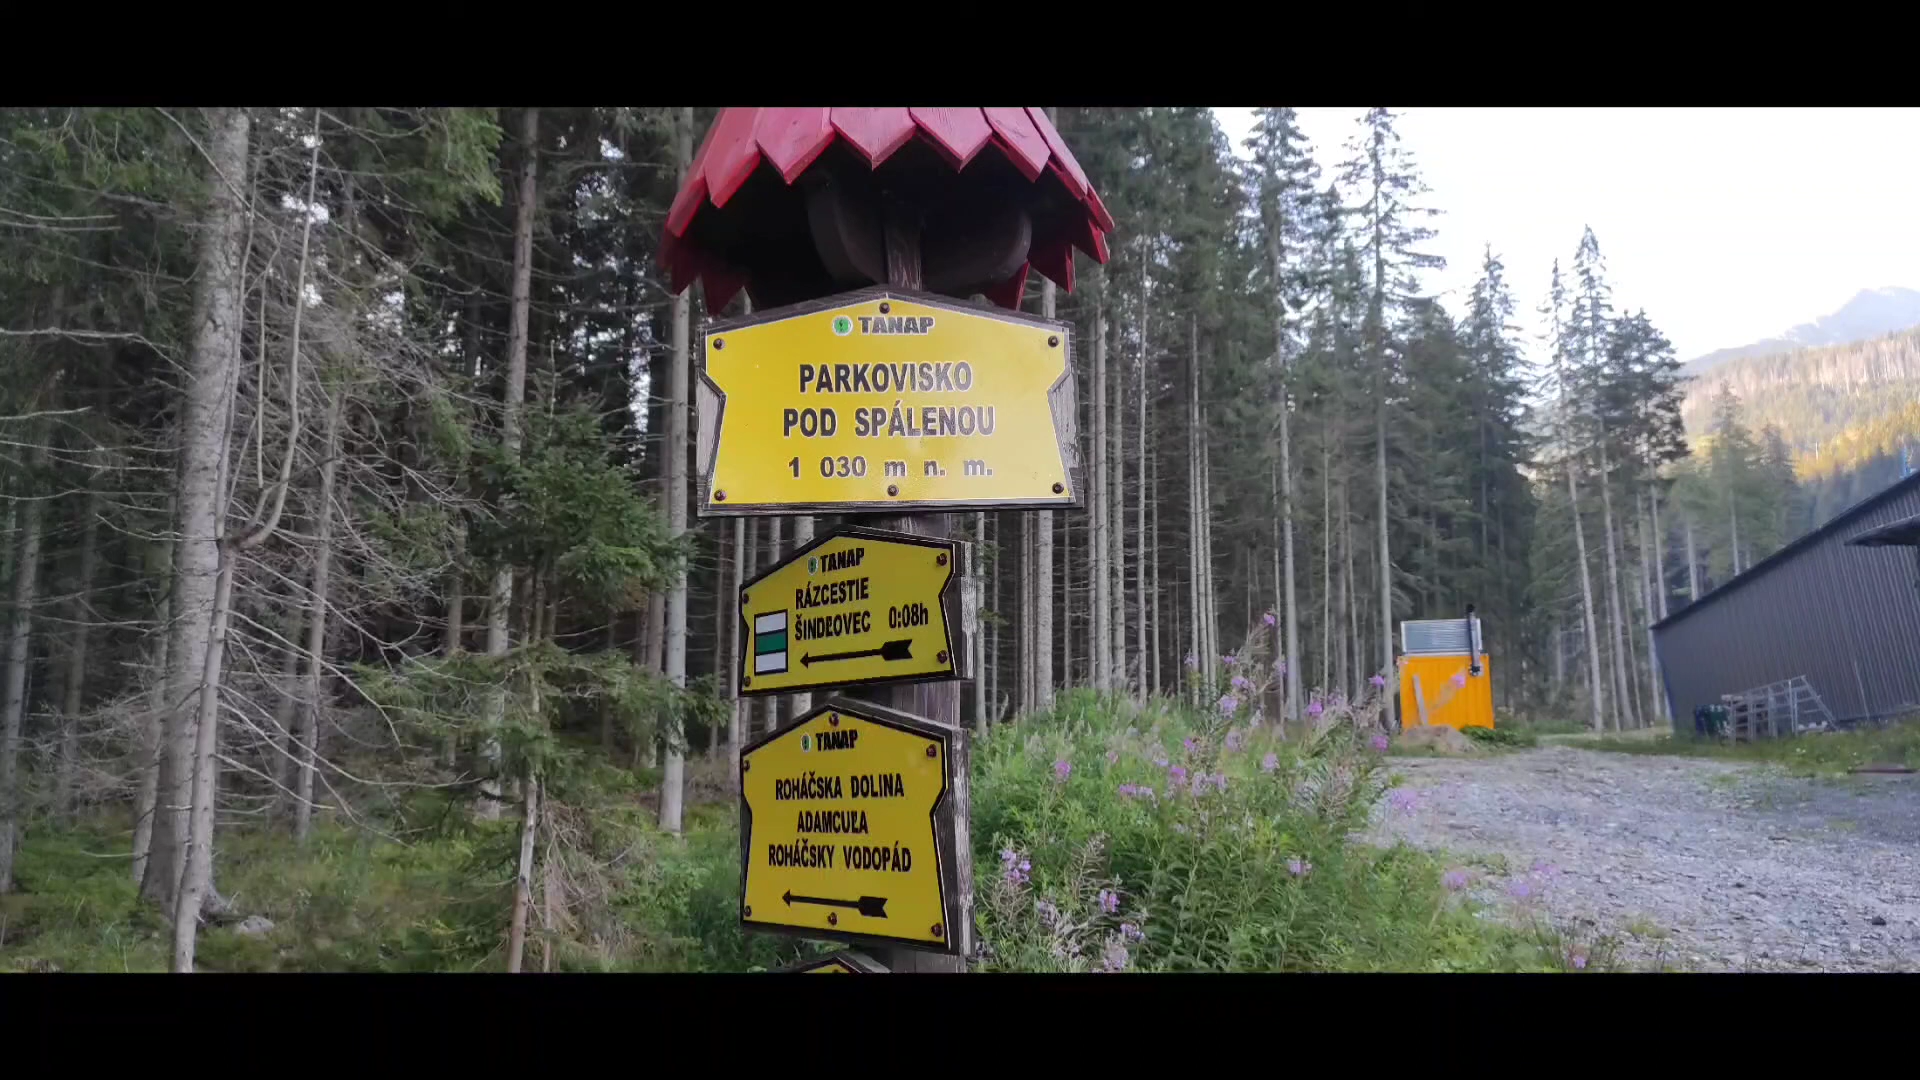 TANAP
PARKOVISKO
POD SPÁLENOU
1 030 m n. m.
TANAP
RÁZCESTIE
ŠINDĽOVEC 0:08h
TANAP
ROHÁČSKA DOLINA
ADAMCUĽA
ROHÁČSKY VODOPÁD